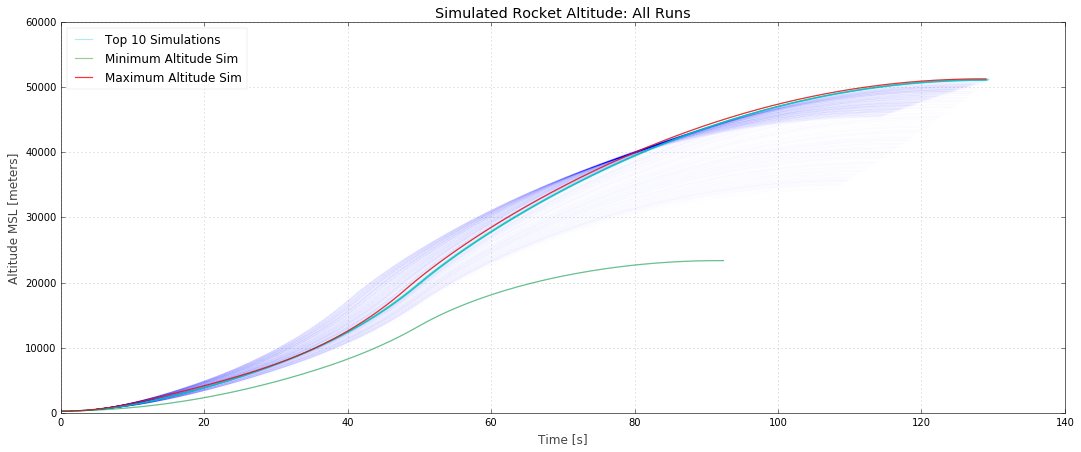 Simulated Rocket Altitude: All Runs
60000
50000
40000
30000
20000
10000
0
Altitude MSL [meters]
Top 10 Simulations
Minimum Altitude Sim
Maximum Altitude Sim
0 20 40 60 80 100 120 140
Time [s]